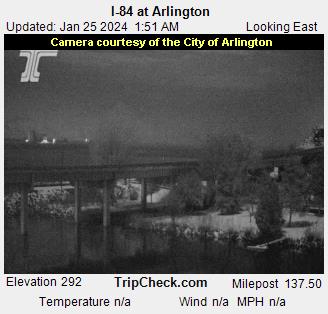 I-84 at Arlington
Updated: Jan 25 2024 1:51 AM Looking East
Camera courtesy of the City of Arlington
Elevation 292 TripCheck.com Milepost 137.50
Temperature n/a Wind n/a MPH n/a